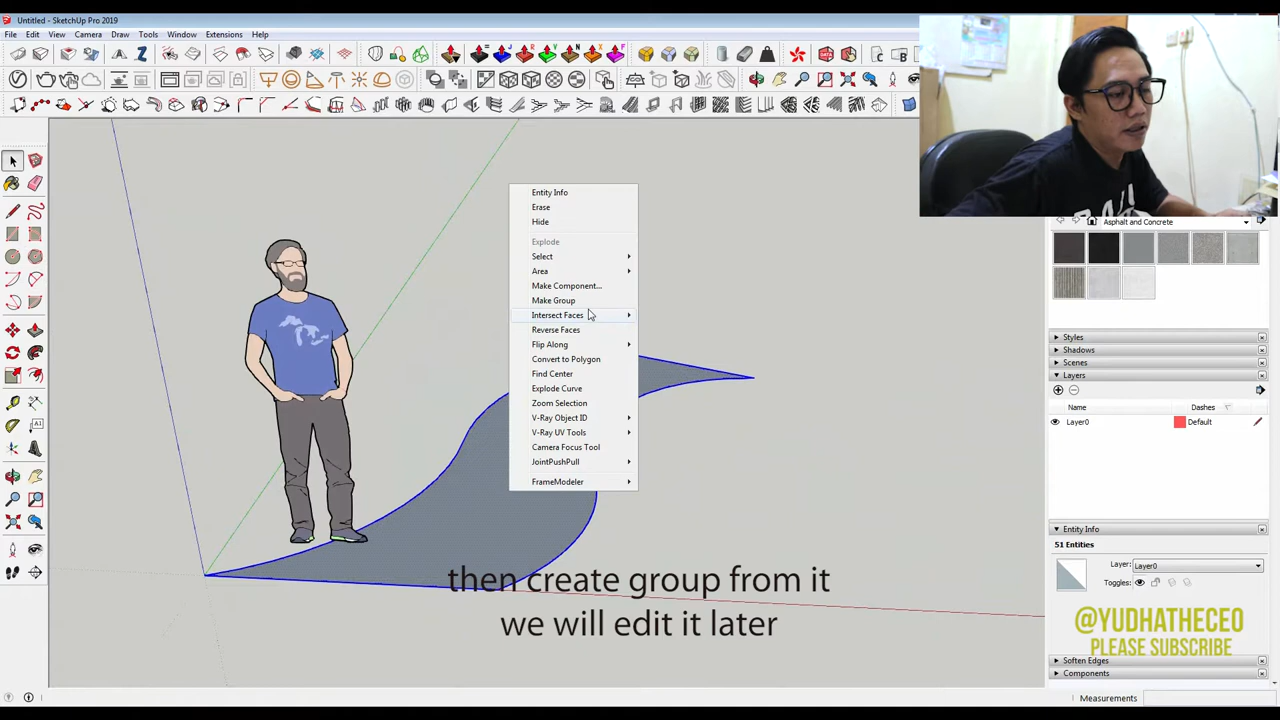 Untitled - SketchUp Pro 2019
File Edit View Camera Draw Tools Window Extensions Help
Entity Info
Erase
Hide
Explode
Select
Area
Make Component...
Make Group
Intersect Faces
Reverse Faces
Flip Along
Convert to Polygon
Find Center
Explode Curve
Zoom Selection
V-Ray Object ID
V-Ray UV Tools
Camera Focus Tool
JointPushPull
FrameModeler
then create group from it
we will edit it later
Asphalt and Concrete
Styles
Shadows
Scenes
Layers
Name Dashes
Layer0 Default
Entity Info
51 Entities
Layer: Layer0
Toggles:
@YUDHATHECEO
PLEASE SUBSCRIBE
Soften Edges
Components
Measurements